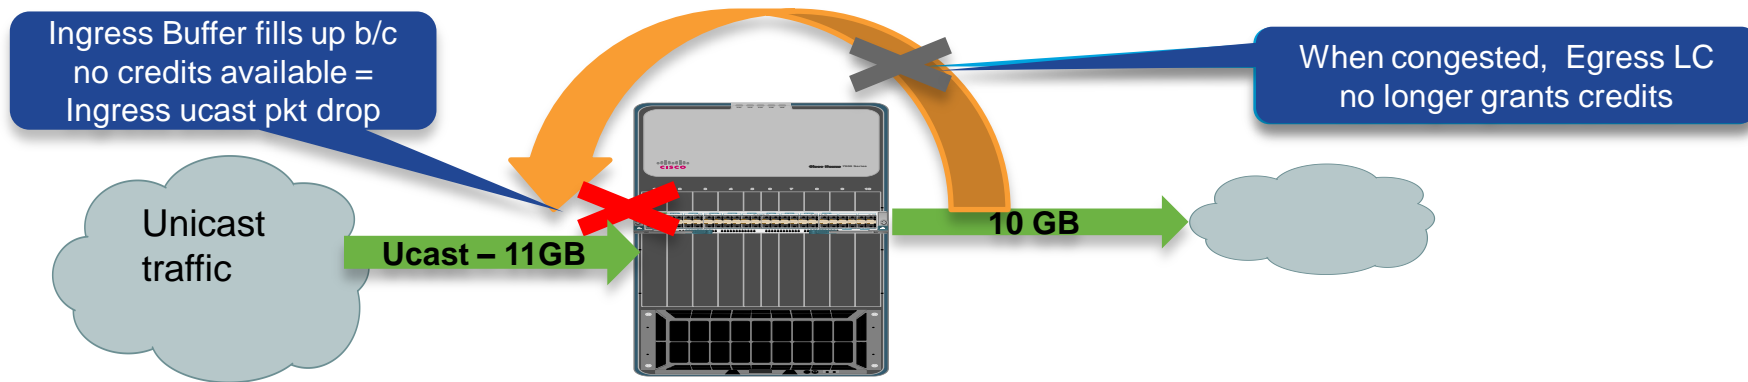 Ingress Buffer fills up b/c
no credits available =
Ingress ucast pkt drop
When congested, Egress LC
no longer grants credits
Unicast
traffic
Ucast – 11GB
10 GB
CISCO